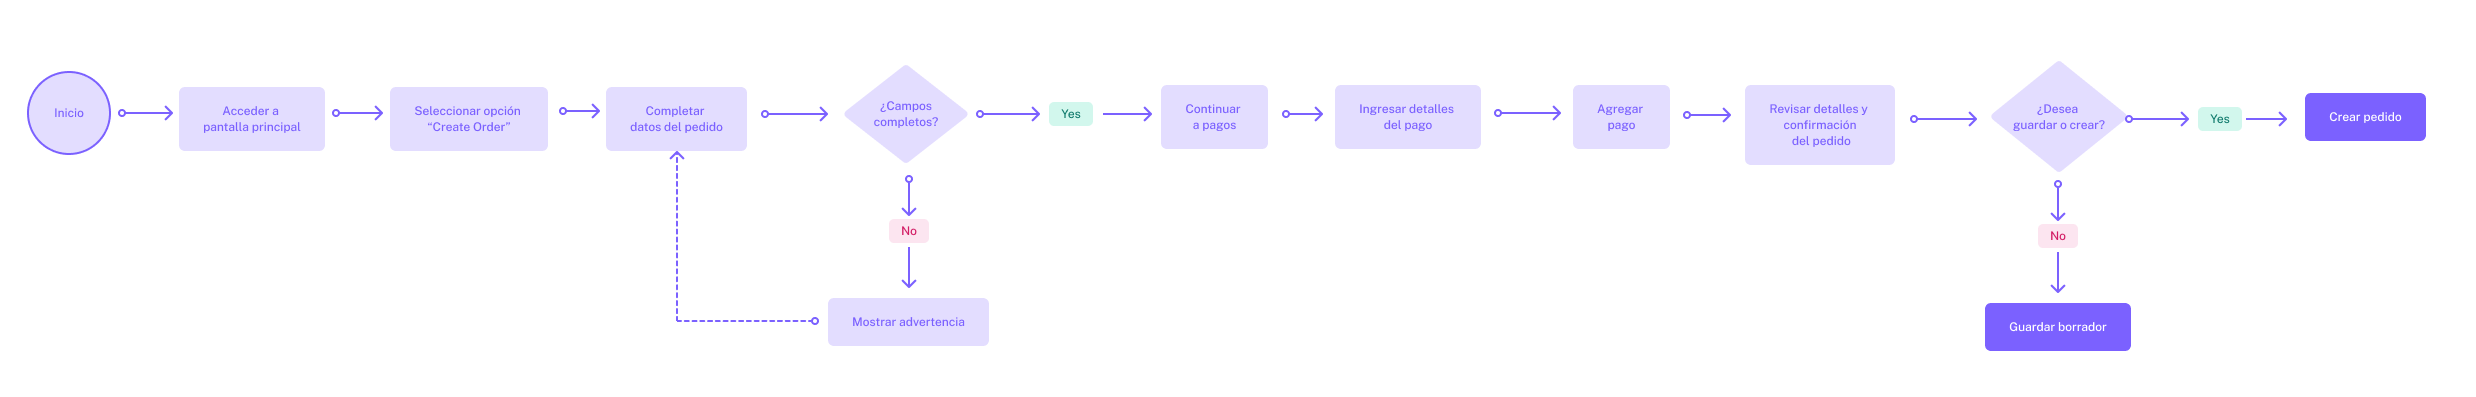 Inicio
Acceder a
pantalla principal
Seleccionar opción
“Create Order”
Completar
datos del pedido
¿Campos
completos?
Yes
Continuar
a pagos
Ingresar detalles
del pago
Agregar
pago
Revisar detalles y
confirmación
del pedido
¿Desea
guardar o crear?
Yes
Crear pedido
No
Mostrar advertencia
No
Guardar borrador